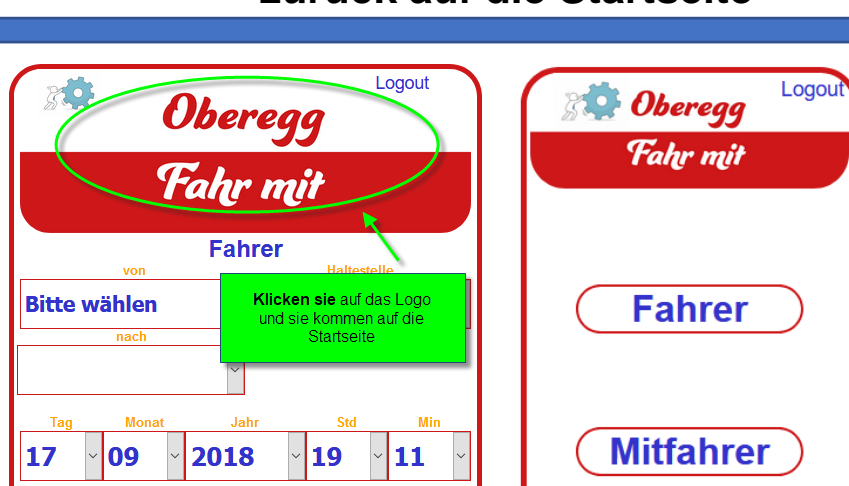 zurück auf die Startseite
Logout
Oberegg
Fahr mit
Fahrer
von
Haltestelle
Bitte wählen
Klicken sie auf das Logo
und sie kommen auf die
Startseite
nach
Tag Monat Jahr Std Min
17 09 2018 19 11
Logout
Oberegg
Fahr mit
Fahrer
Mitfahrer